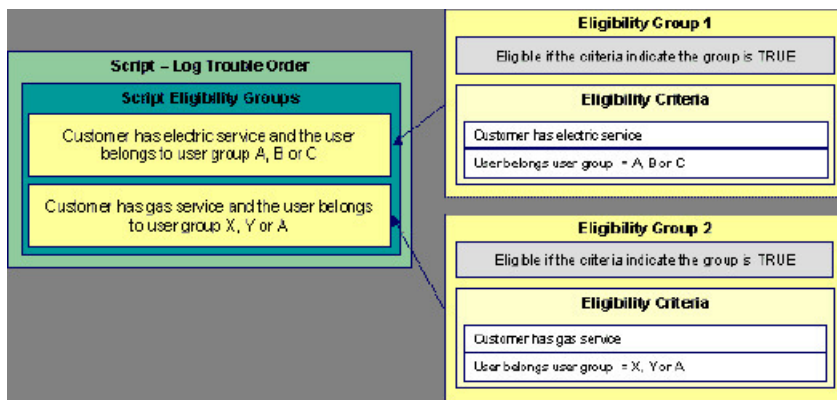 Script – Log Trouble Order
Script Eligibility Groups
Customer has electric service and the user
belongs to user group A, B or C
Customer has gas service and the user belongs
to user group X, Y or A
Eligibility Group 1
Eligible if the criteria indicate the group is TRUE
Eligibility Criteria
Customer has electric service
User belongs user group = A, B or C
Eligibility Group 2
Eligible if the criteria indicate the group is TRUE
Eligibility Criteria
Customer has gas service
User belongs user group = X, Y or A